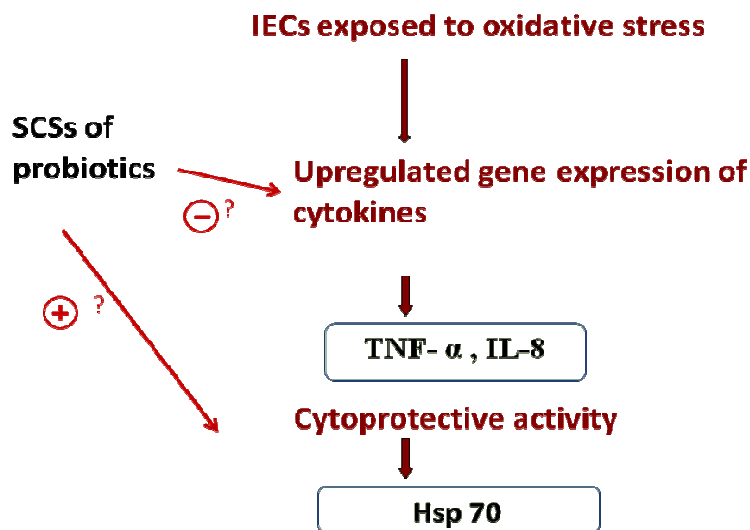 IECs exposed to oxidative stress
SCSs of
probiotics
Upregulated gene expression of
cytokines
− ?
+ ?
TNF- α , IL-8
Cytoprotective activity
Hsp 70